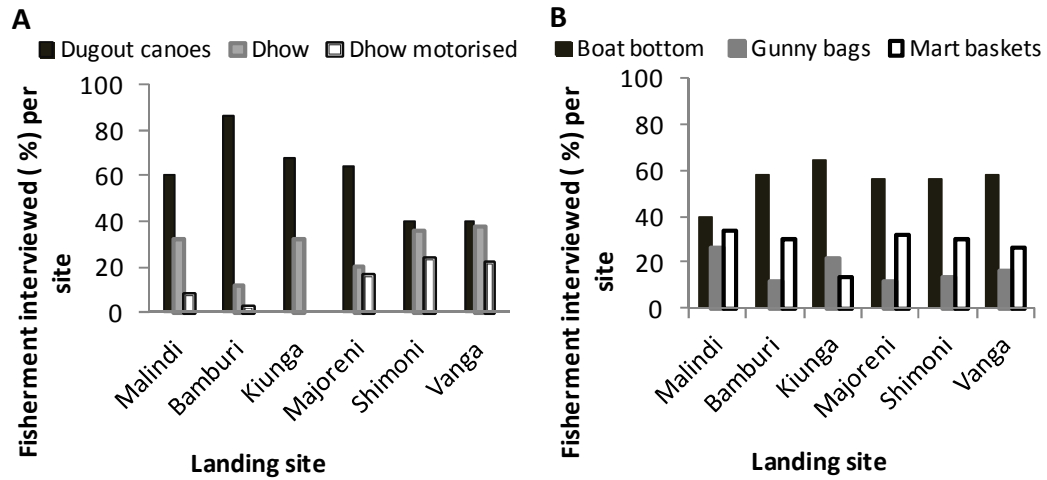 A
Dugout canoes Dhow Dhow motorised
Fisherment interviewed ( %) per
site
100
80
60
40
20
0
Malindi
Bamburi
Kiunga
Majoreni
Shimoni
Vanga
Landing site
B
Boat bottom Gunny bags Mart baskets
Fisherment interviewed ( %) per
site
100
80
60
40
20
0
Malindi
Bamburi
Kiunga
Majoreni
Shimoni
Vanga
Landing site